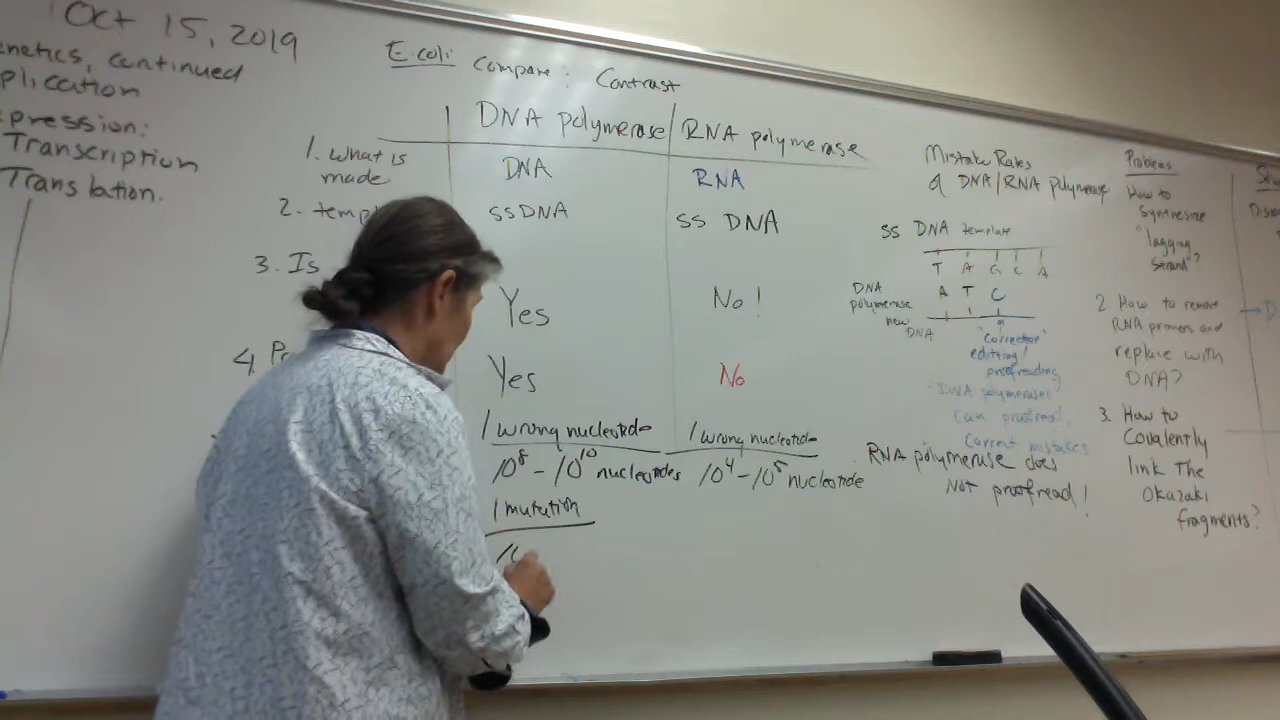 Oct 15, 2019
enetics, continued
plication
pression:
Transcription
Translation.
E. coli Compare: Contrast
DNA polymerase / RNA polymerase
1. What is
made
DNA
RNA
2. temp
ssDNA
ss DNA
3. Is
Yes
No!
4. Pr
Yes
No
1 wrong nucleotide
10⁸ - 10¹⁰ nucleotides
1 wrong nucleotide
10⁴ - 10⁵ nucleotide
1 mutation
Mistake Rates
of DNA/RNA polymerase
ss DNA template
T A G C A
DNA
polymerase
new
DNA
A T C
"correction"
editing/
proofreading
"DNA polymerases
can proofread,
correct mistakes
RNA polymerase does
Not proofread!
Problems
How to
synthesize
"lagging
strand"?
2 How to remove
RNA primers and
replace with
DNA?
3. How to
Covalently
link The
Okazaki
fragments?